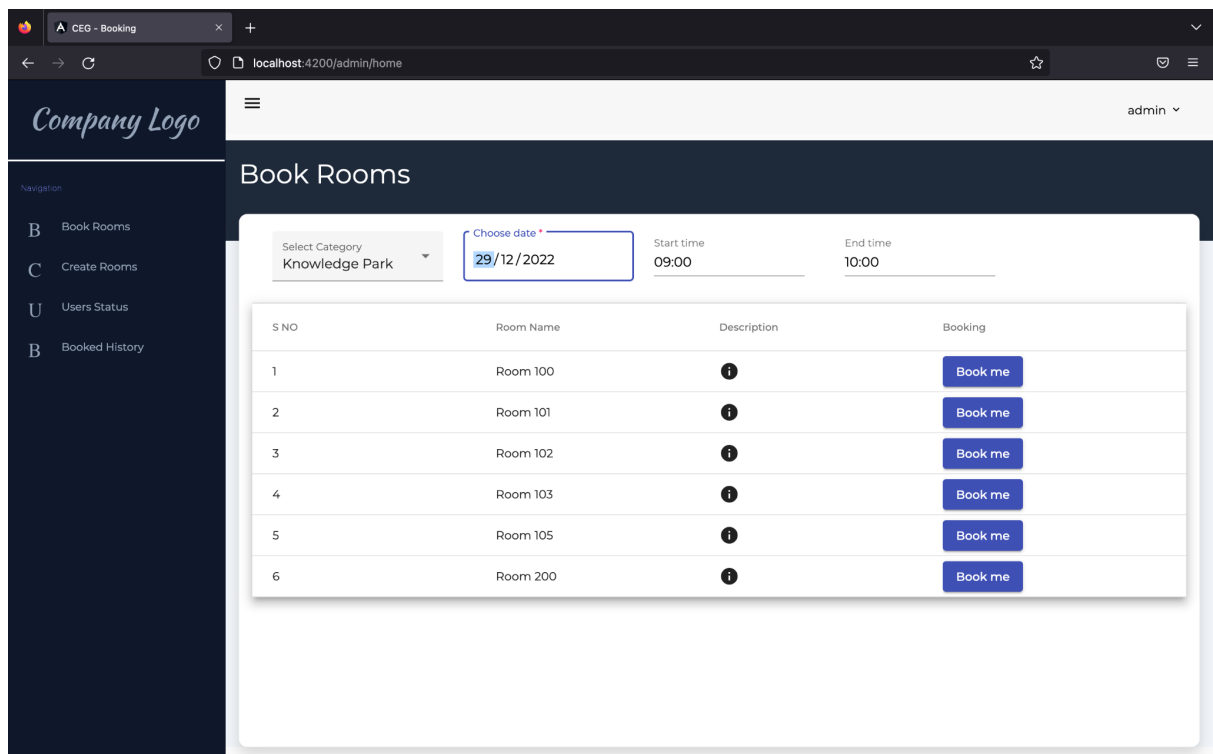 CEG - Booking
localhost:4200/admin/home
Company Logo
admin
Navigation
Book Rooms
B Book Rooms
C Create Rooms
U Users Status
B Booked History
Select Category
Knowledge Park
Choose date *
29/12/2022
Start time
09:00
End time
10:00
S NO Room Name Description Booking
1 Room 100 Book me
2 Room 101 Book me
3 Room 102 Book me
4 Room 103 Book me
5 Room 105 Book me
6 Room 200 Book me